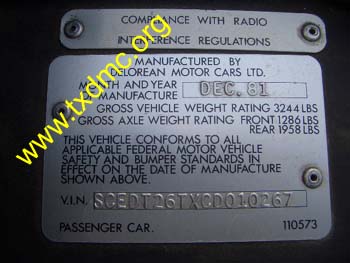 COMPLIANCE WITH RADIO
INTERFERENCE REGULATIONS
MANUFACTURED BY
DELOREAN MOTOR CARS LTD.
MONTH AND YEAR
OF MANUFACTURE DEC. 81
GROSS VEHICLE WEIGHT RATING 3244 LBS
GROSS AXLE WEIGHT RATING FRONT 1286 LBS
REAR 1958 LBS
THIS VEHICLE CONFORMS TO ALL
APPLICABLE FEDERAL MOTOR VEHICLE
SAFETY AND BUMPER STANDARDS IN
EFFECT ON THE DATE OF MANUFACTURE
SHOWN ABOVE.
V.I.N. SCEDT26TXCD010267
PASSENGER CAR. 110573
www.txdmc.org